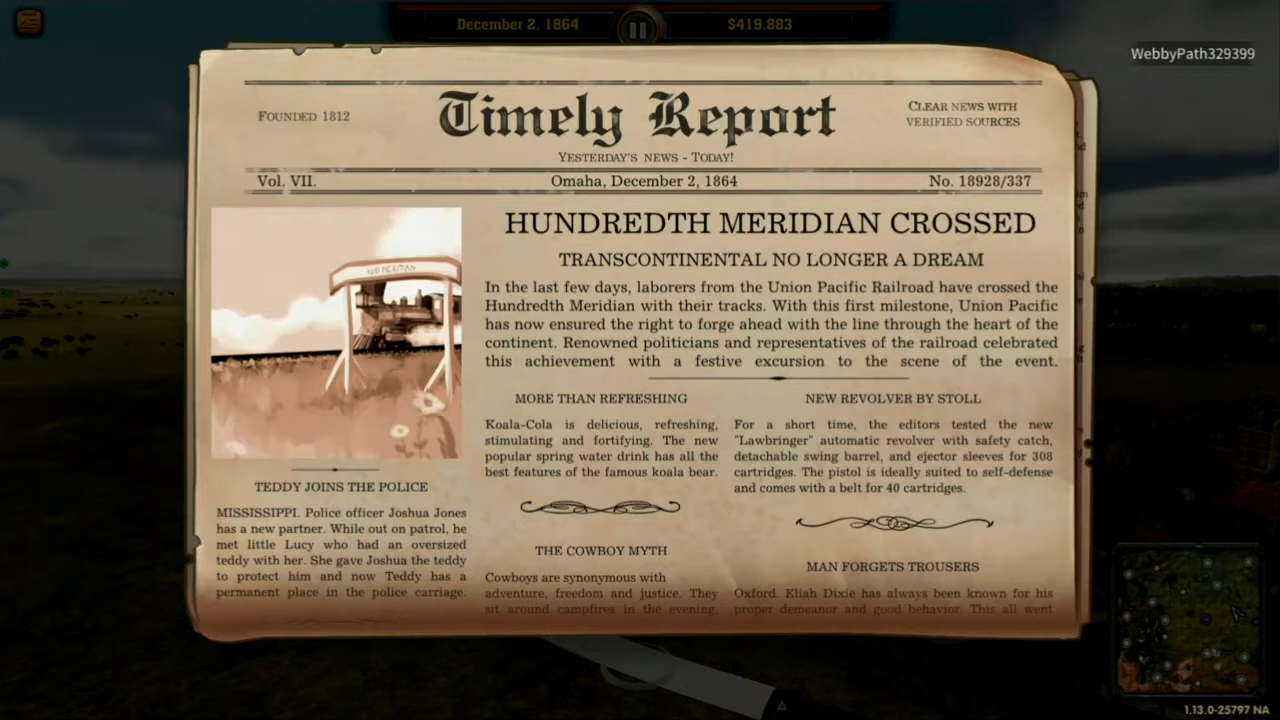 December 2, 1864
$419.883
WebbyPath329399
FOUNDED 1812
Timely Report
CLEAR NEWS WITH
VERIFIED SOURCES
YESTERDAY'S NEWS - TODAY!
Vol. VII.
Omaha, December 2, 1864
No. 18928/337
HUNDREDTH MERIDIAN CROSSED
TRANSCONTINENTAL NO LONGER A DREAM
In the last few days, laborers from the Union Pacific Railroad have crossed the
Hundredth Meridian with their tracks. With this first milestone, Union Pacific
has now ensured the right to forge ahead with the line through the heart of the
continent. Renowned politicians and representatives of the railroad celebrated
this achievement with a festive excursion to the scene of the event.
100 MERIDIAN
TEDDY JOINS THE POLICE
MISSISSIPPI. Police officer Joshua Jones
has a new partner. While out on patrol, he
met little Lucy who had an oversized
teddy with her. She gave Joshua the teddy
to protect him and now Teddy has a
permanent place in the police carriage.
MORE THAN REFRESHING
Koala-Cola is delicious, refreshing,
stimulating and fortifying. The new
popular spring water drink has all the
best features of the famous koala bear.
THE COWBOY MYTH
Cowboys are synonymous with
adventure, freedom and justice. They
sit around campfires in the evening,
NEW REVOLVER BY STOLL
For a short time, the editors tested the new
"Lawbringer" automatic revolver with safety catch,
detachable swing barrel, and ejector sleeves for 308
cartridges. The pistol is ideally suited to self-defense
and comes with a belt for 40 cartridges.
MAN FORGETS TROUSERS
Oxford. Eliah Dixie has always been known for his
proper demeanor and good behavior. This all went
1.13.0-25797 NA